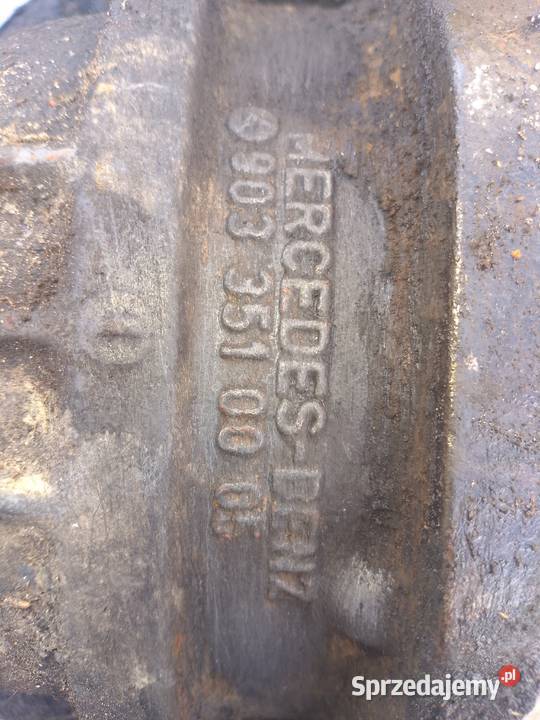 MERCEDES-BENZ
903 351 00
Sprzedajemy.pl